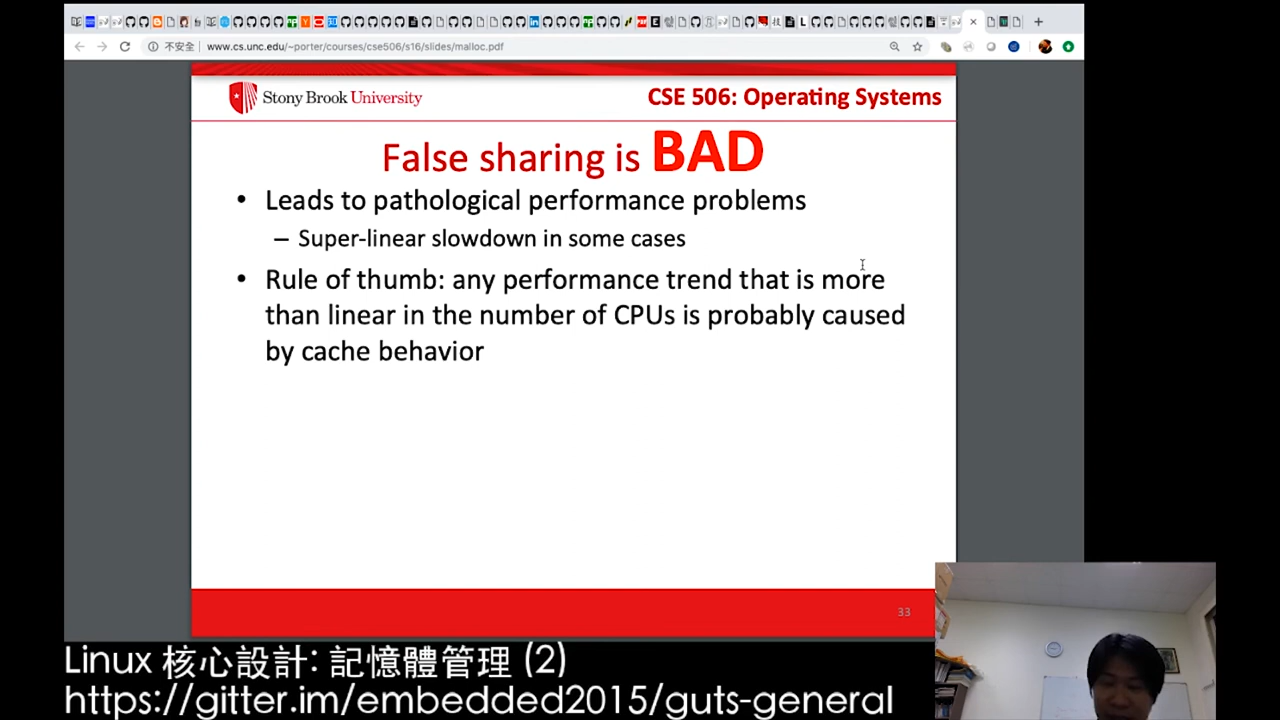 不安全 www.cs.unc.edu/~porter/courses/cse506/s16/slides/malloc.pdf
Stony Brook University
CSE 506: Operating Systems
False sharing is BAD
• Leads to pathological performance problems
– Super-linear slowdown in some cases
• Rule of thumb: any performance trend that is more
than linear in the number of CPUs is probably caused
by cache behavior
33
Linux 核心設計: 記憶體管理 (2)
https://gitter.im/embedded2015/guts-general